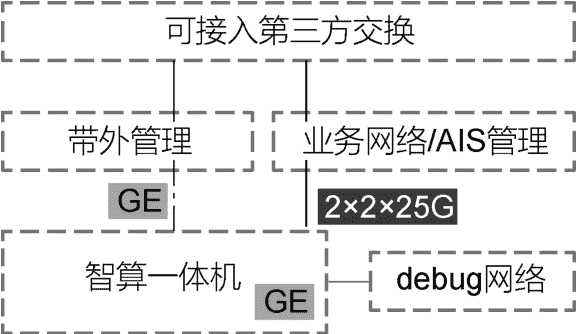 可接入第三方交换
带外管理
业务网络/AIS管理
GE
2×2×25G
智算一体机
GE
debug网络